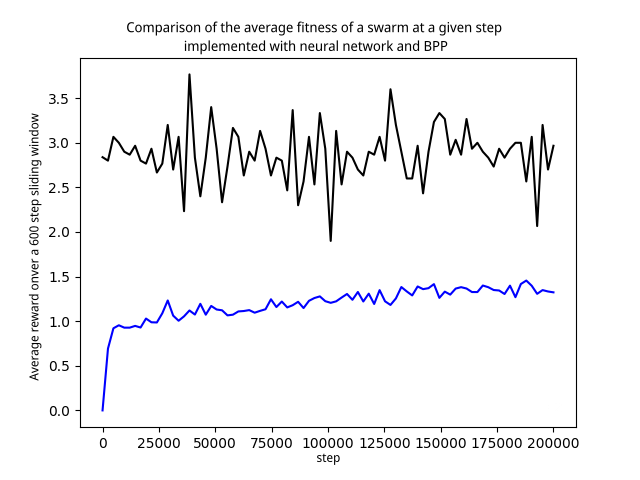 Comparison of the average fitness of a swarm at a given step
implemented with neural network and BPP
Average reward onver a 600 step sliding window
3.5
3.0
2.5
2.0
1.5
1.0
0.5
0.0
0 25000 50000 75000 100000 125000 150000 175000 200000
step